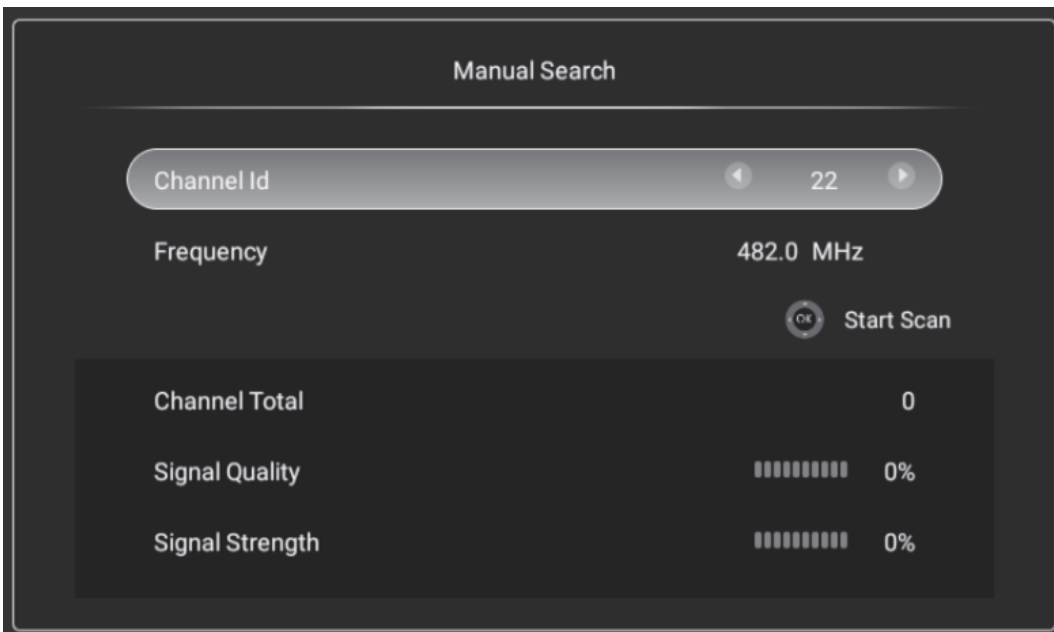 Manual Search
Channel Id 22
Frequency 482.0 MHz
OK Start Scan
Channel Total 0
Signal Quality 0%
Signal Strength 0%